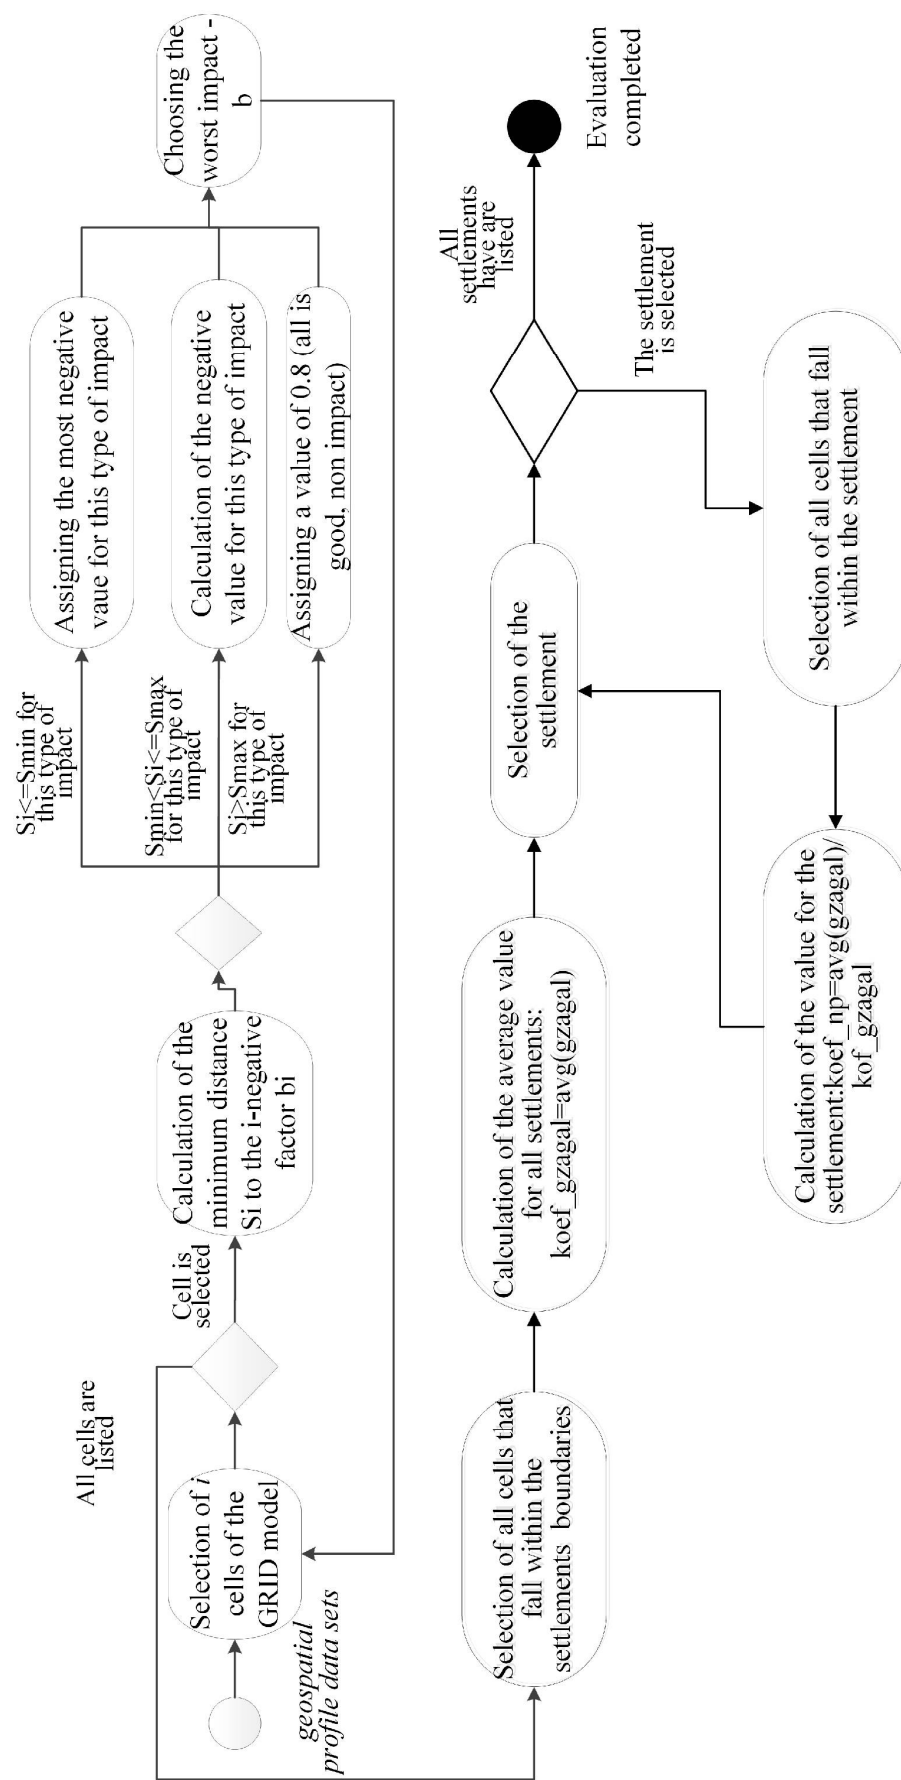 geospatial
profile data sets
Selection of i
cells of the
GRID model
All cells are
listed
Cell is
selected
Calculation of the
minimum distance
Si to the i-negative
factor bi
Si<=Smin for
this type of
impact
Smin<Si<=Smax
for this type of
impact
Si>Smax for
this type of
impact
Assigning the most negative
vaue for this type of impact
Calculation of the negative
value for this type of impact
Assigning a value of 0.8 (all is
good, non impact)
Choosing the
worst impact -
b
Selection of all cells that
fall within the
settlements boundaries
Calculation of the average value
for all settlements:
koef_gzagal=avg(gzagal)
Selection of the
settlement
All
settlements
have are
listed
Evaluation
completed
The settlement
is selected
Selection of all cells that fall
within the settlement
Calculation of the value for the
settlement:koef_np=avg(gzagal)/
kof_gzagal